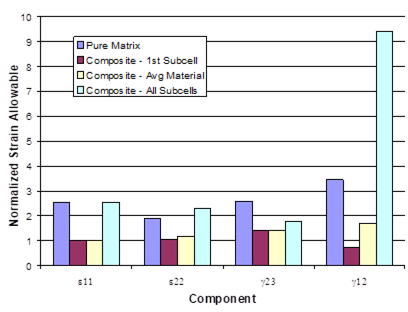 10
9
8
7
6
5
4
3
2
1
0
Normalized Strain Allowable
Pure Matrix
Composite - 1st Subcell
Composite - Avg Material
Composite - All Subcells
ε11 ε22 γ23 γ12
Component